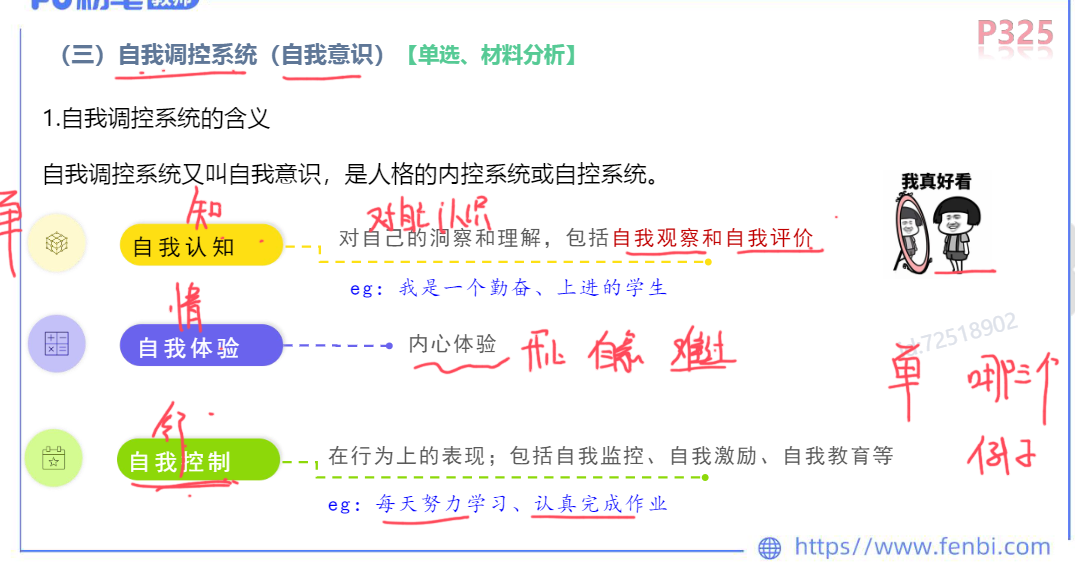 粉笔教师
P325
（三）自我调控系统（自我意识）【单选、材料分析】
1.自我调控系统的含义
自我调控系统又叫自我意识，是人格的内控系统或自控系统。
我真好看
单
知
对自己认识
自我认知
对自己的洞察和理解，包括自我观察和自我评价
eg：我是一个勤奋、上进的学生
情
自我体验
内心体验
开心 自豪 难过
.72518902
单 哪三个
例子
自我控制
在行为上的表现；包括自我监控、自我激励、自我教育等
eg：每天努力学习、认真完成作业
https//www.fenbi.com